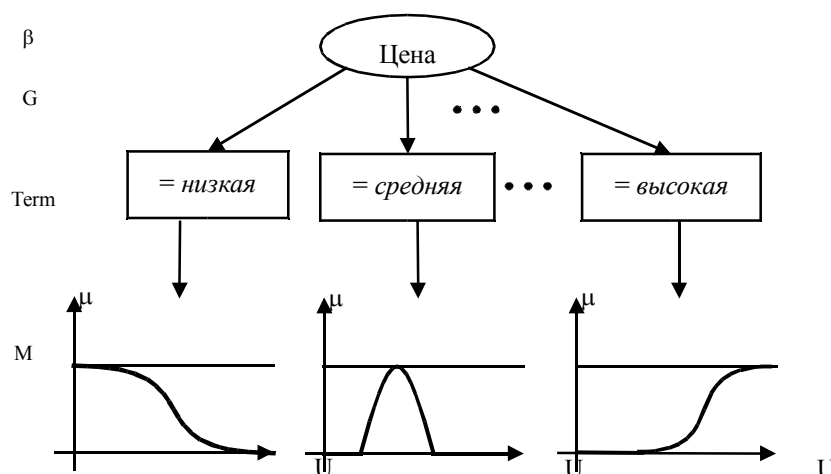 β
Цена
G
Term
= низкая
= средняя
= высокая
μ
μ
μ
M
U
U
U